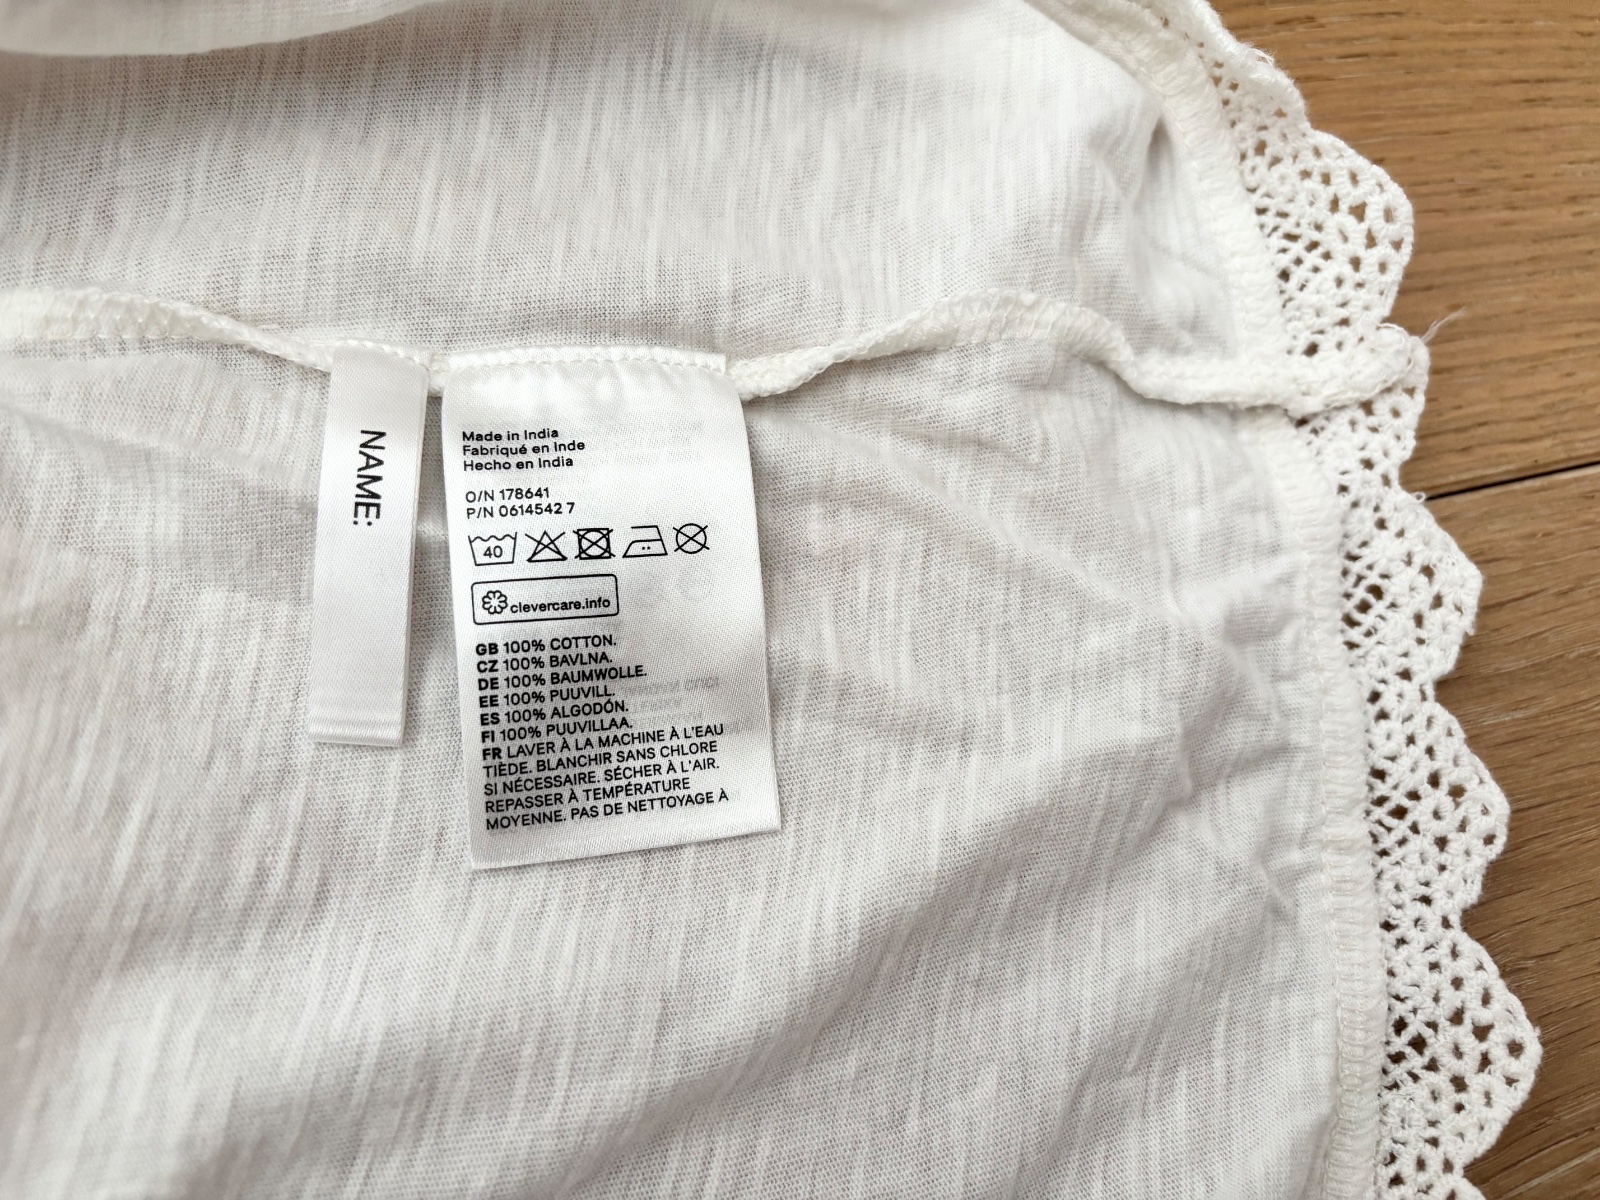 NAME:
Made in India
Fabriqué en Inde
Hecho en India
O/N 178641
P/N 0614542 7
40
clevercare.info
GB 100% COTTON.
CZ 100% BAVLNA.
DE 100% BAUMWOLLE.
EE 100% PUUVILL.
ES 100% ALGODÓN.
FI 100% PUUVILLAA.
FR LAVER À LA MACHINE À L'EAU
TIÈDE. BLANCHIR SANS CHLORE
SI NÉCESSAIRE. SÉCHER À L'AIR.
REPASSER À TEMPÉRATURE
MOYENNE. PAS DE NETTOYAGE À